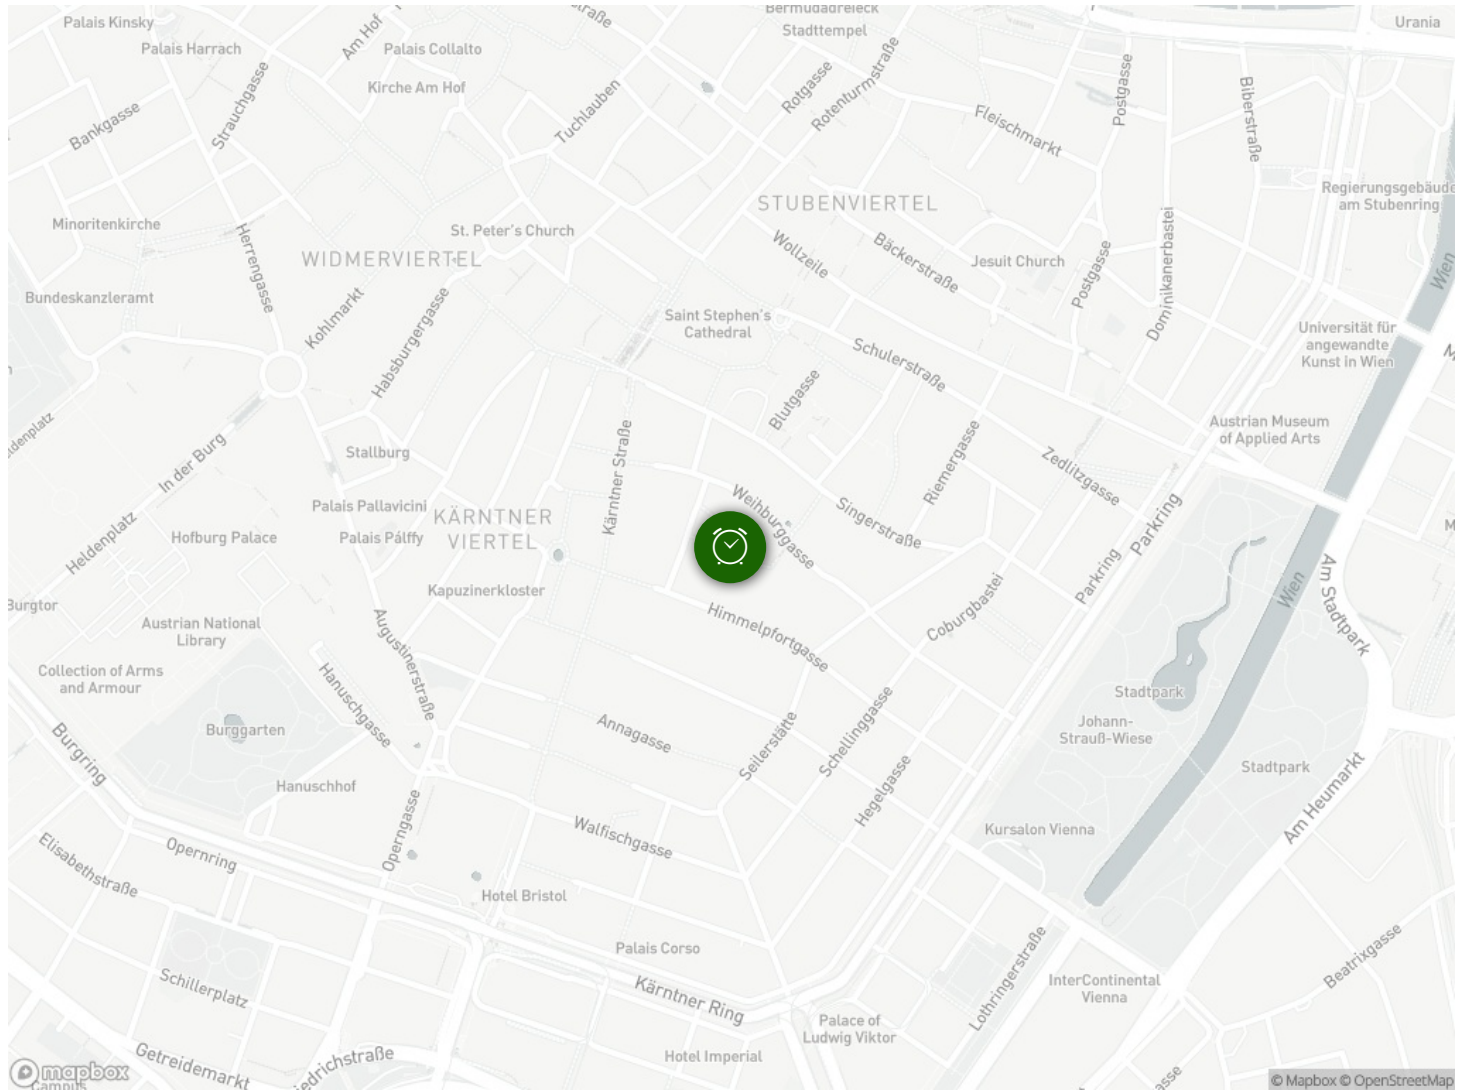 Bermudadreieck
Palais Kinsky
Urania
Stadttempel
Am Hof
Palais Harrach
Palais Collalto
Kirche Am Hof
Strauchgasse
Rotgasse
Rotenturmstraße
Postgasse
Biberstraße
Bankgasse
Tuchlauben
Fleischmarkt
Regierungsgebäude
am Stubenring
STUBENVIERTEL
Minoritenkirche
St. Peter's Church
WIDMERVIERTEL
Herrengasse
Wollzeile
Bäckerstraße
Jesuit Church
Postgasse
Dominikanerbastei
Wien
Bundeskanzleramt
Kohlmarkt
Habsburgergasse
Saint Stephen's
Cathedral
Universität für
angewandte
Kunst in Wien
Schulerstraße
Blutgasse
Austrian Museum
of Applied Arts
In der Burg
Stallburg
Kärntner Straße
Riemergasse
Zedlitzgasse
Palais Pallavicini
KÄRNTNER
VIERTEL
Weihburggasse
Singerstraße
Parkring
Heldenplatz
Hofburg Palace
Palais Pálffy
Parkring
Wien
Am Stadtpark
Kapuzinerkloster
Austrian National
Library
Augustinerstraße
Himmelpfortgasse
Coburgbastei
Collection of Arms
and Armour
Hanuschgasse
Stadtpark
Burggarten
Annagasse
Seilerstätte
Schellinggasse
Johann-
Strauß-Wiese
Burgring
Stadtpark
Hanuschhof
Hegelgasse
Am Heumarkt
Operngasse
Walfischgasse
Kursalon Vienna
Opernring
Elisabethstraße
Hotel Bristol
Palais Corso
Lothringerstraße
Beatrixgasse
Schillerplatz
Kärntner Ring
InterContinental
Vienna
Palace of
Ludwig Viktor
Getreidemarkt
Hotel Imperial
mapbox
© Mapbox © OpenStreetMap